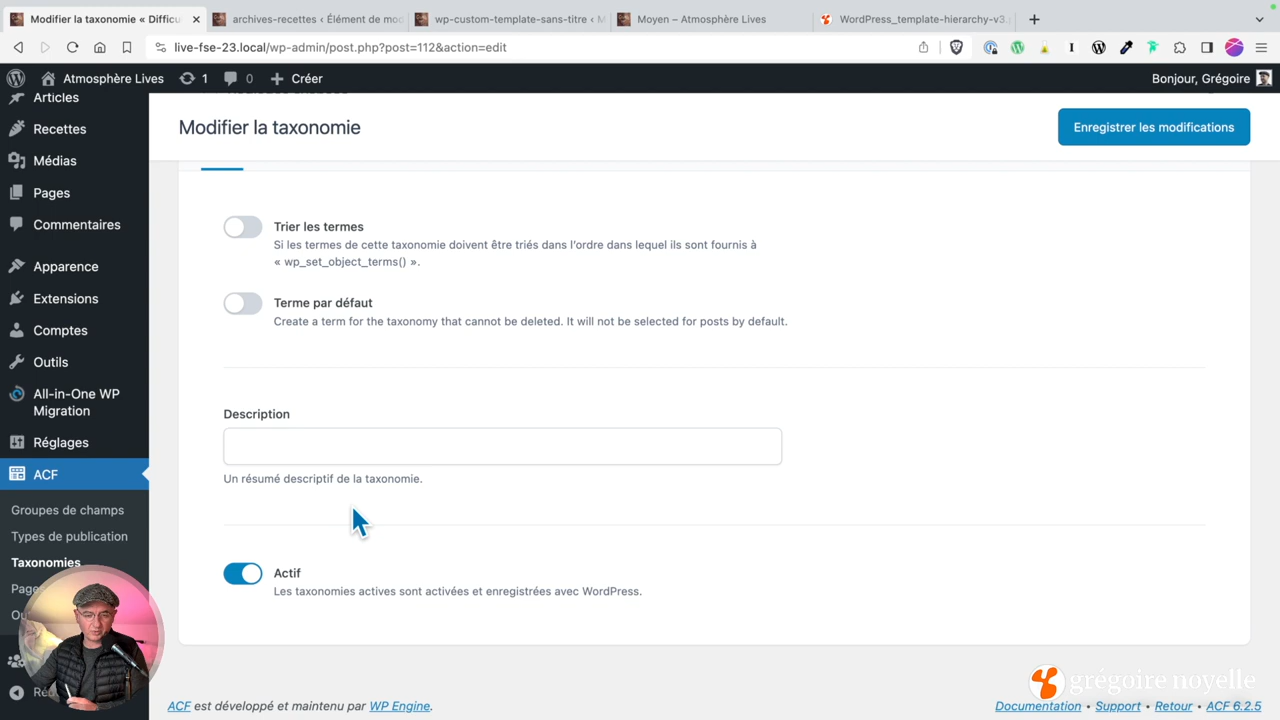 Modifier la taxonomie « Difficu
archives-recettes ‹ Élément de mo
wp-custom-template-sans-titre ‹ M
Moyen – Atmosphère Lives
WordPress_template-hierarchy-v3.
live-fse-23.local/wp-admin/post.php?post=112&action=edit
Atmosphère Lives
1
0
Créer
Bonjour, Grégoire
Articles
Recettes
Médias
Pages
Commentaires
Apparence
Extensions
Comptes
Outils
All-in-One WP
Migration
Réglages
ACF
Groupes de champs
Types de publication
Taxonomies
Modifier la taxonomie
Enregistrer les modifications
Trier les termes
Si les termes de cette taxonomie doivent être triés dans l'ordre dans lequel ils sont fournis à
« wp_set_object_terms() ».
Terme par défaut
Create a term for the taxonomy that cannot be deleted. It will not be selected for posts by default.
Description
Un résumé descriptif de la taxonomie.
Actif
Les taxonomies actives sont activées et enregistrées avec WordPress.
grégoire noyelle
ACF est développé et maintenu par WP Engine.
Documentation • Support • Retour • ACF 6.2.5